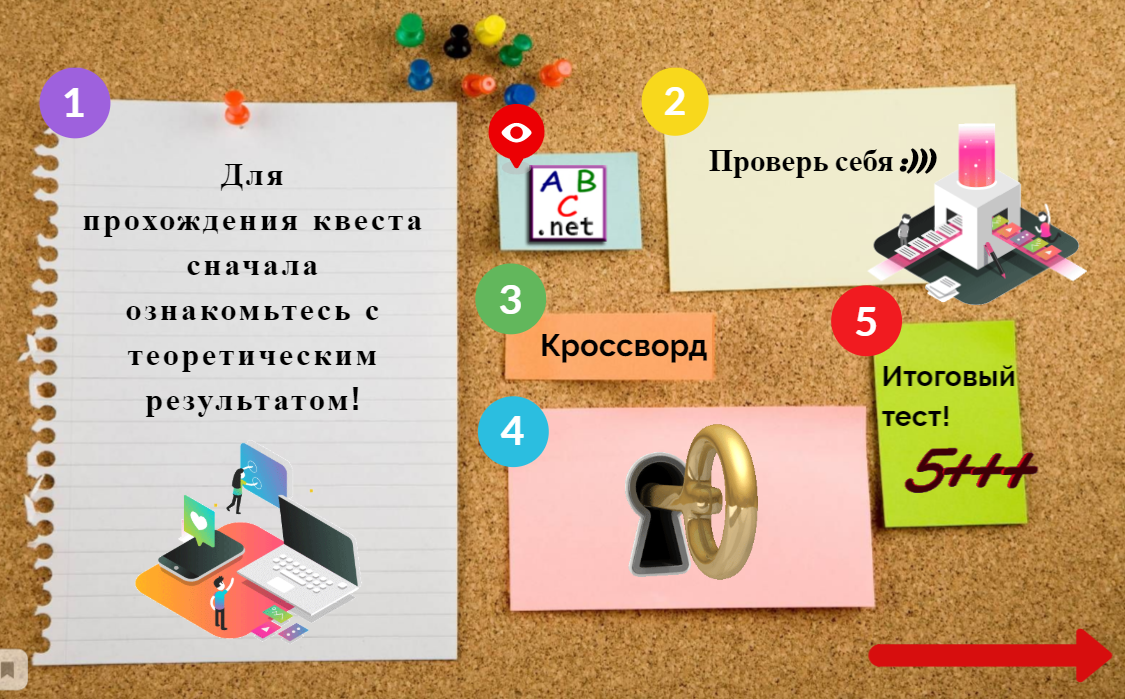 1
Для
прохождения квеста
сначала
ознакомьтесь с
теоретическим
результатом!
A B
C
.net
2
Проверь себя :)))
3
Кроссворд
4
5
Итоговый
тест!
5+++